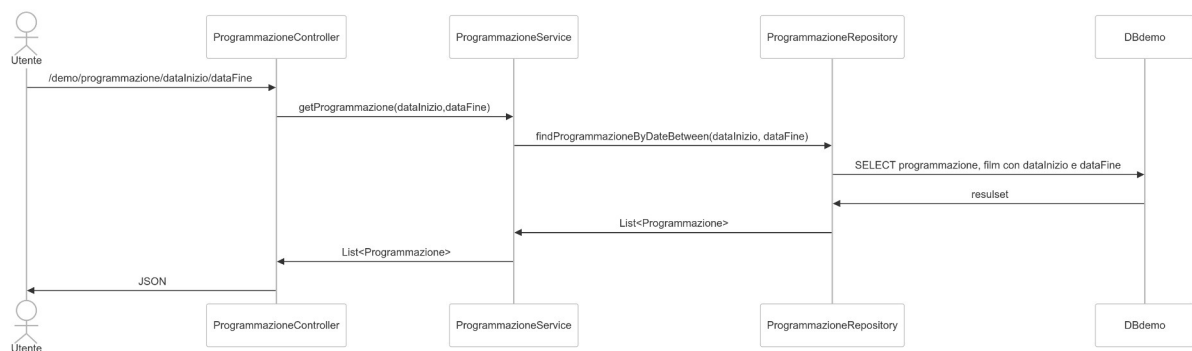 Utente
ProgrammazioneController
ProgrammazioneService
ProgrammazioneRepository
DBdemo
/demo/programmazione/dataInizio/dataFine
getProgrammazione(dataInizio,dataFine)
findProgrammazioneByDateBetween(dataInizio, dataFine)
SELECT programmazione, film con dataInizio e dataFine
resulset
List<Programmazione>
List<Programmazione>
JSON
Utente
ProgrammazioneController
ProgrammazioneService
ProgrammazioneRepository
DBdemo